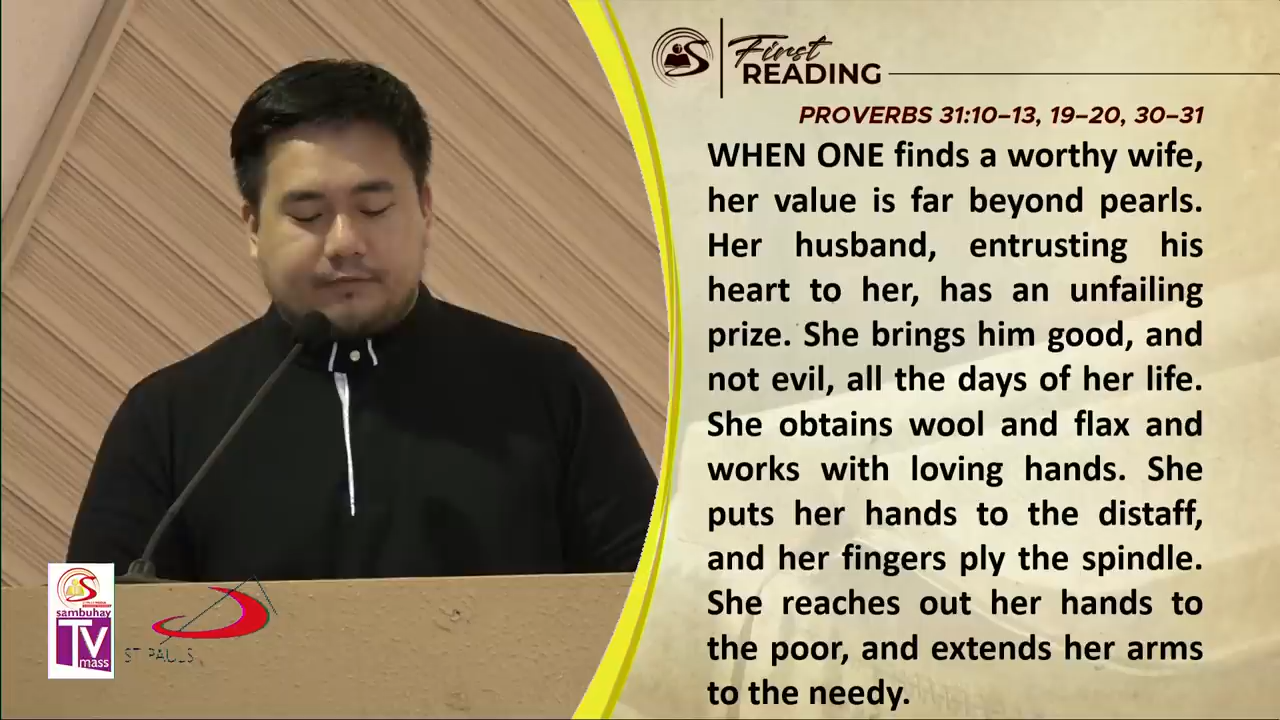 First
READING
PROVERBS 31:10–13, 19–20, 30–31
WHEN ONE finds a worthy wife,
her value is far beyond pearls.
Her husband, entrusting his
heart to her, has an unfailing
prize. She brings him good, and
not evil, all the days of her life.
She obtains wool and flax and
works with loving hands. She
puts her hands to the distaff,
and her fingers ply the spindle.
She reaches out her hands to
the poor, and extends her arms
to the needy.
sambuhay
TV
mass
ST PAULS